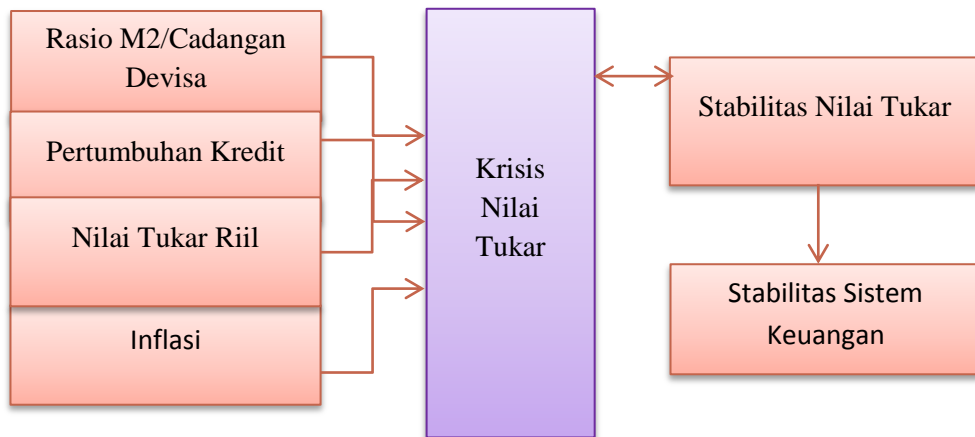 Rasio M2/Cadangan
Devisa
Pertumbuhan Kredit
Nilai Tukar Riil
Inflasi
Krisis
Nilai
Tukar
Stabilitas Nilai Tukar
Stabilitas Sistem
Keuangan